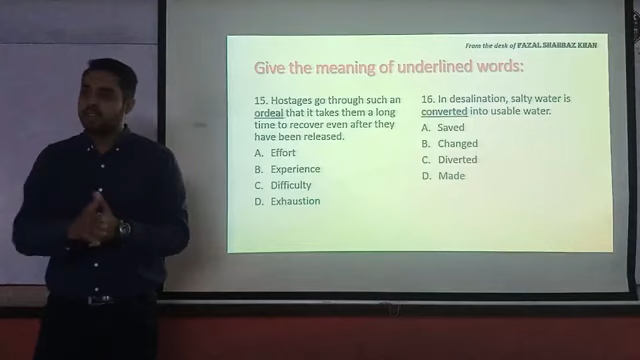 From the desk of FAZAL SHAHBAZ KHAN
Give the meaning of underlined words:
15. Hostages go through such an
ordeal that it takes them a long
time to recover even after they
have been released.
A. Effort
B. Experience
C. Difficulty
D. Exhaustion
16. In desalination, salty water is
converted into usable water.
A. Saved
B. Changed
C. Diverted
D. Made